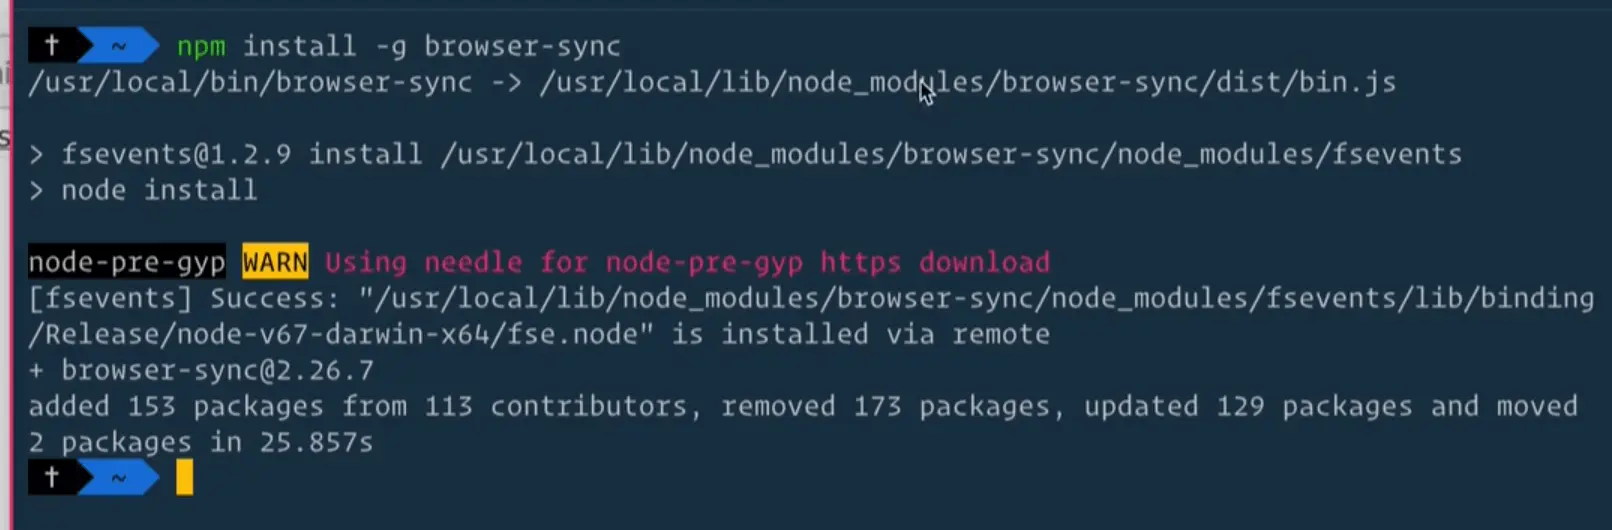 † ~ npm install -g browser-sync
/usr/local/bin/browser-sync -> /usr/local/lib/node_modules/browser-sync/dist/bin.js
> fsevents@1.2.9 install /usr/local/lib/node_modules/browser-sync/node_modules/fsevents
> node install
node-pre-gyp WARN Using needle for node-pre-gyp https download
[fsevents] Success: "/usr/local/lib/node_modules/browser-sync/node_modules/fsevents/lib/binding
/Release/node-v67-darwin-x64/fse.node" is installed via remote
+ browser-sync@2.26.7
added 153 packages from 113 contributors, removed 173 packages, updated 129 packages and moved
2 packages in 25.857s
† ~